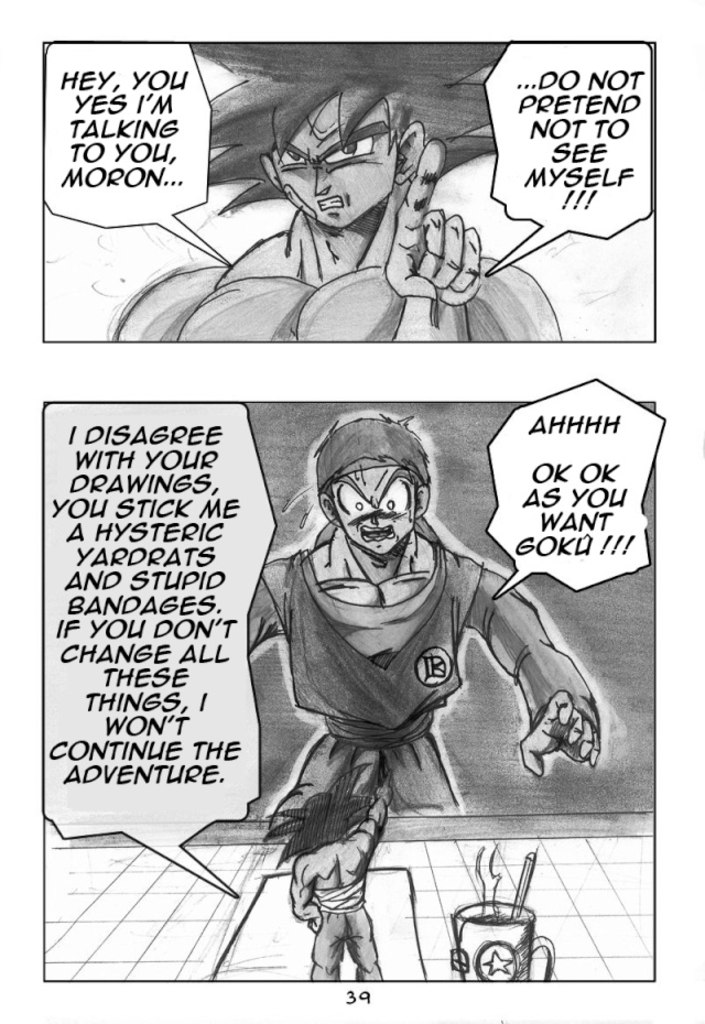 HEY, YOU
YES I'M
TALKING
TO YOU,
MORON...
...DO NOT
PRETEND
NOT TO
SEE
MYSELF
!!!
I DISAGREE
WITH YOUR
DRAWINGS,
YOU STICK ME
A HYSTERIC
YARDRATS
AND STUPID
BANDAGES.
IF YOU DON'T
CHANGE ALL
THESE
THINGS, I
WON'T
CONTINUE THE
ADVENTURE.
AHHHH
OK OK
AS YOU
WANT
GOKÛ !!!
39